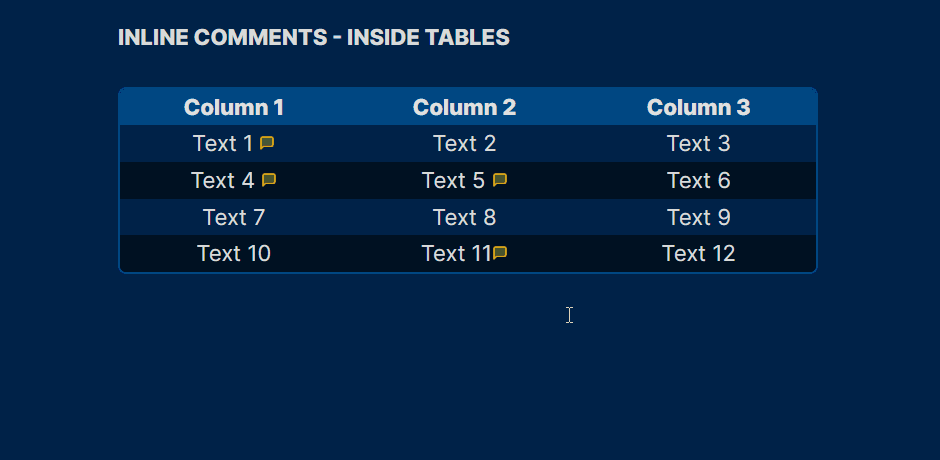 INLINE COMMENTS - INSIDE TABLES
Column 1 Column 2 Column 3
Text 1 Text 2 Text 3
Text 4 Text 5 Text 6
Text 7 Text 8 Text 9
Text 10 Text 11 Text 12